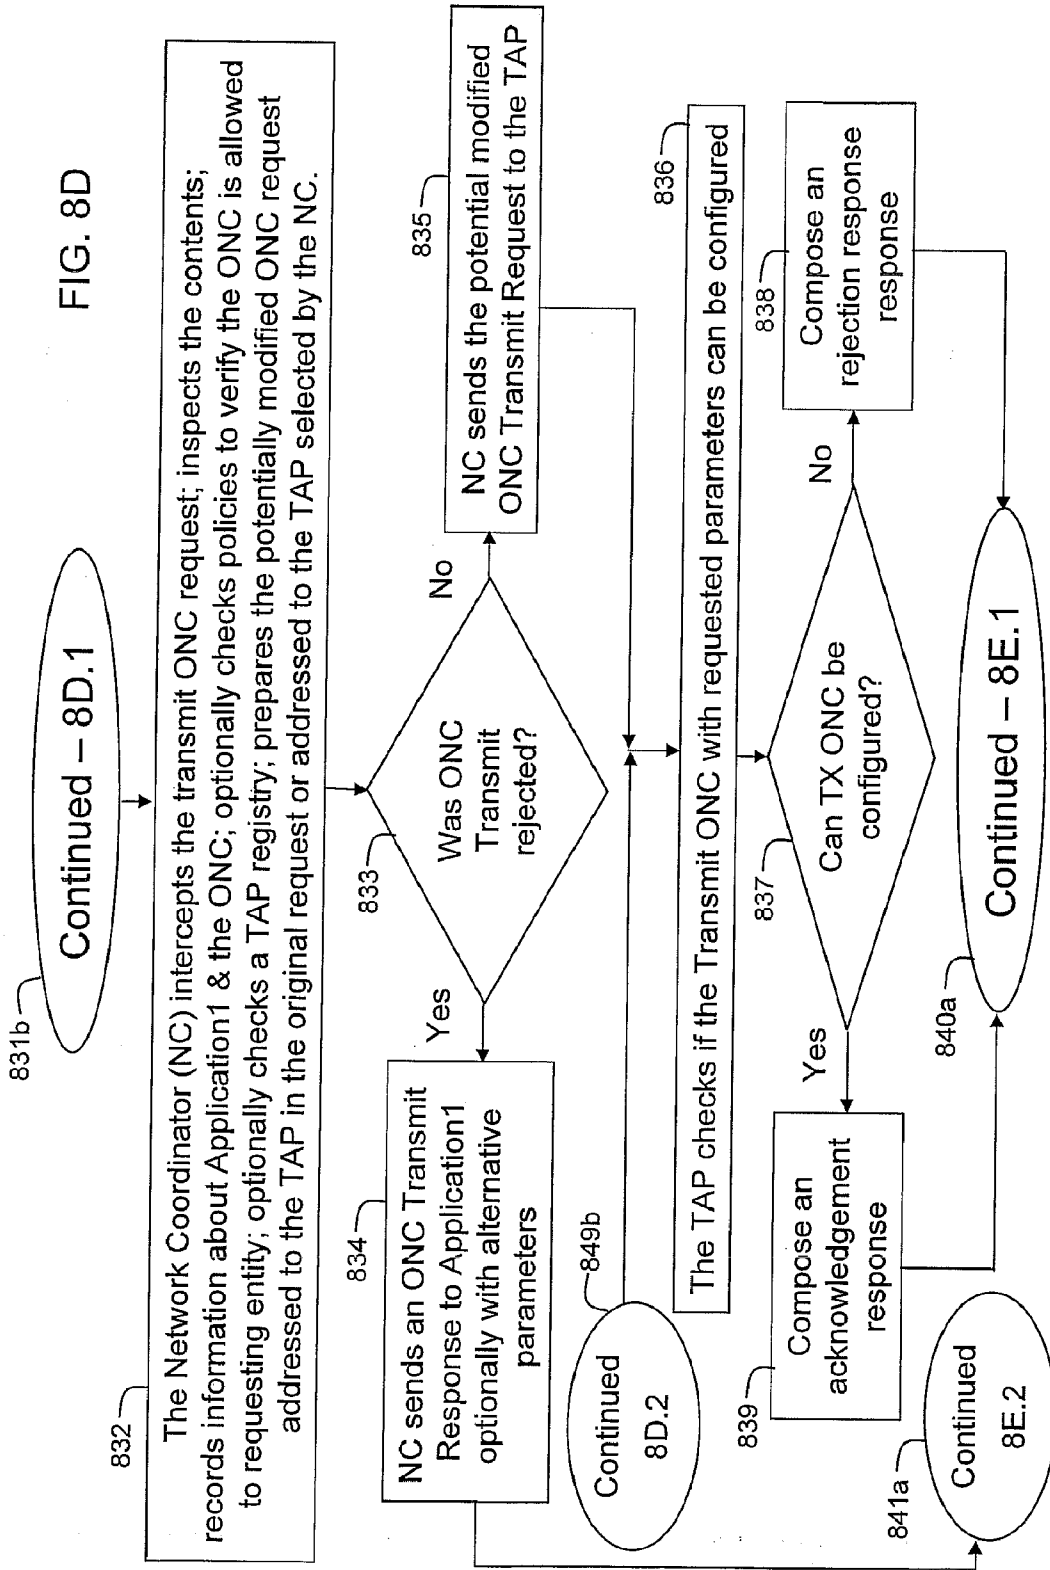 FIG. 8D
831b
Continued – 8D.1
832
The Network Coordinator (NC) intercepts the transmit ONC request; inspects the contents;
records information about Application1 & the ONC; optionally checks policies to verify the ONC is allowed
to requesting entity; optionally checks a TAP registry; prepares the potentially modified ONC request
addressed to the TAP in the original request or addressed to the TAP selected by the NC.
833
Was ONC
Transmit
rejected?
Yes
No
834
NC sends an ONC Transmit
Response to Application1
optionally with alternative
parameters
835
NC sends the potential modified
ONC Transmit Request to the TAP
Continued
8D.2
849b
836
The TAP checks if the Transmit ONC with requested parameters can be configured
837
Can TX ONC be
configured?
Yes
No
839
Compose an
acknowledgement
response
838
Compose an
rejection response
response
841a
Continued
8E.2
840a
Continued – 8E.1